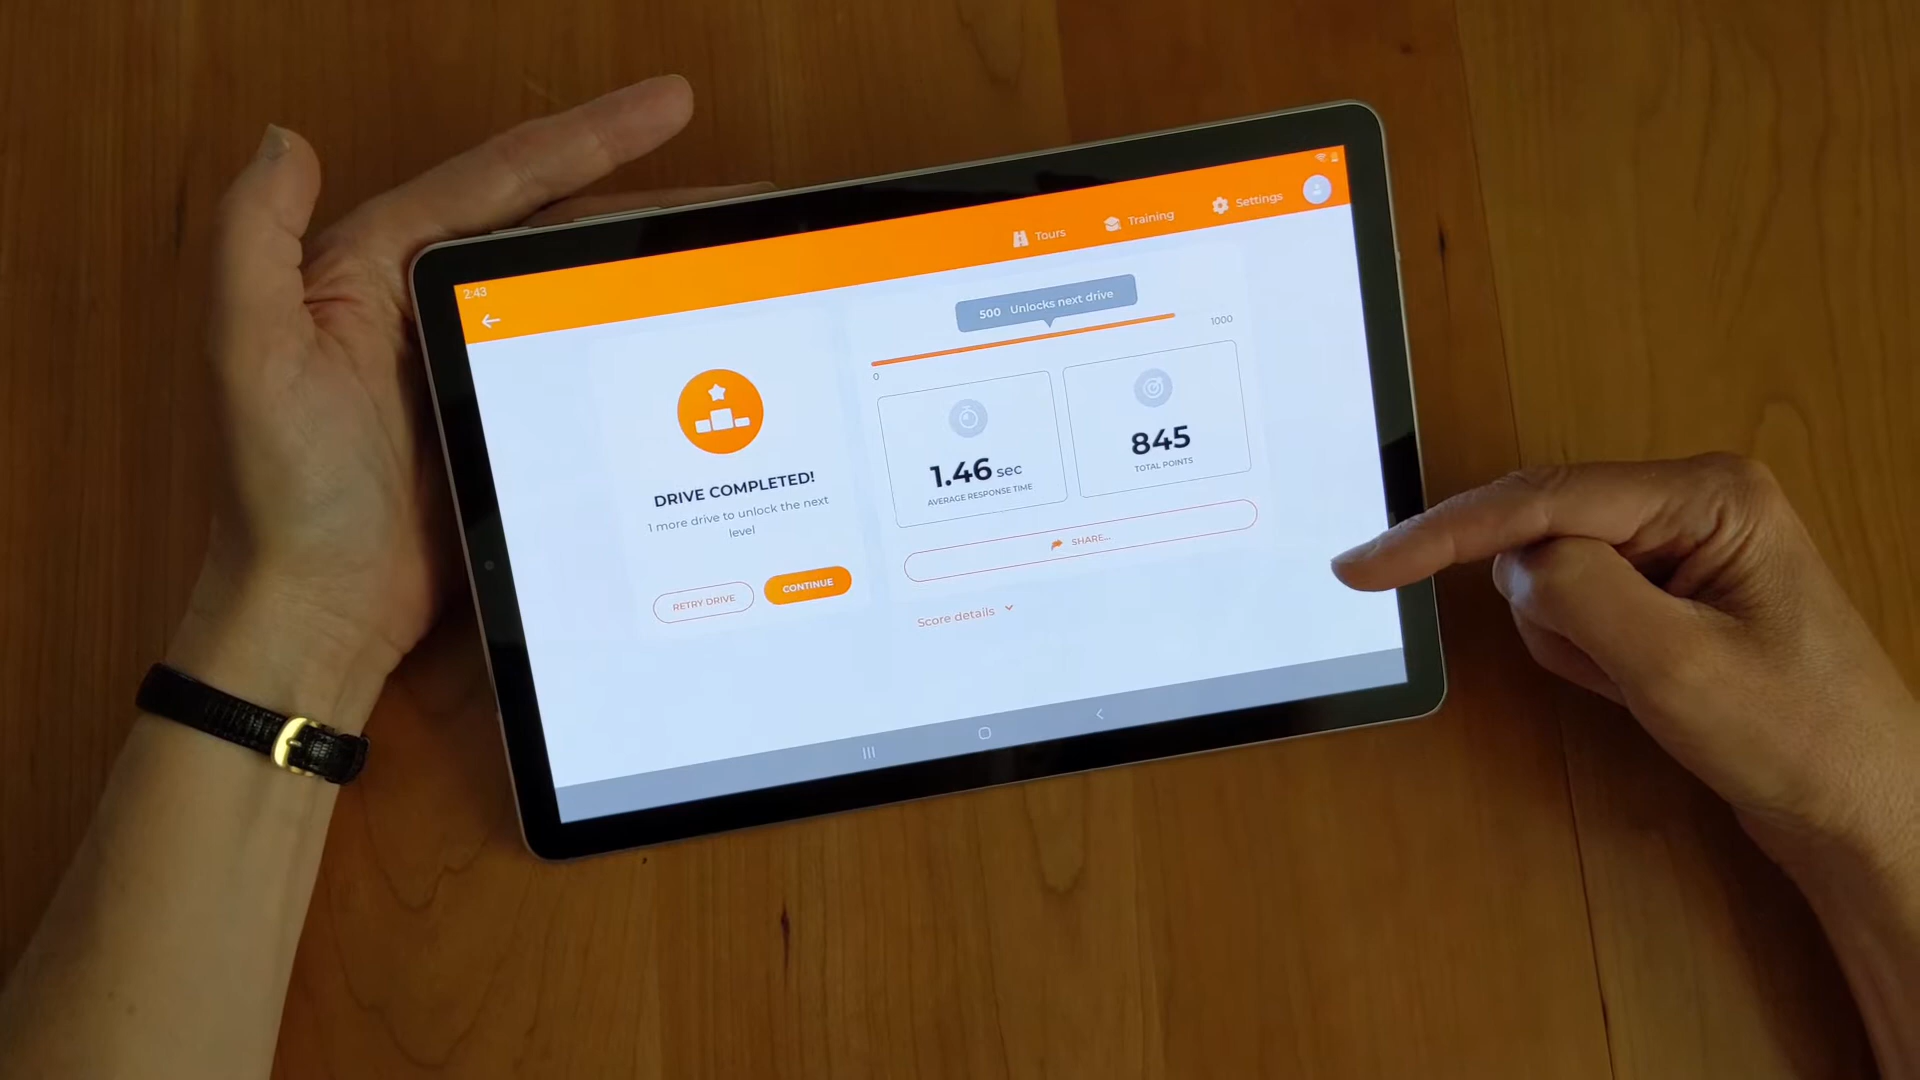 2:43
Tours
Training
Settings
DRIVE COMPLETED!
1 more drive to unlock the next
level
RETRY DRIVE
CONTINUE
500 Unlocks next drive
0
1000
1.46 sec
AVERAGE RESPONSE TIME
845
TOTAL POINTS
SHARE...
Score details